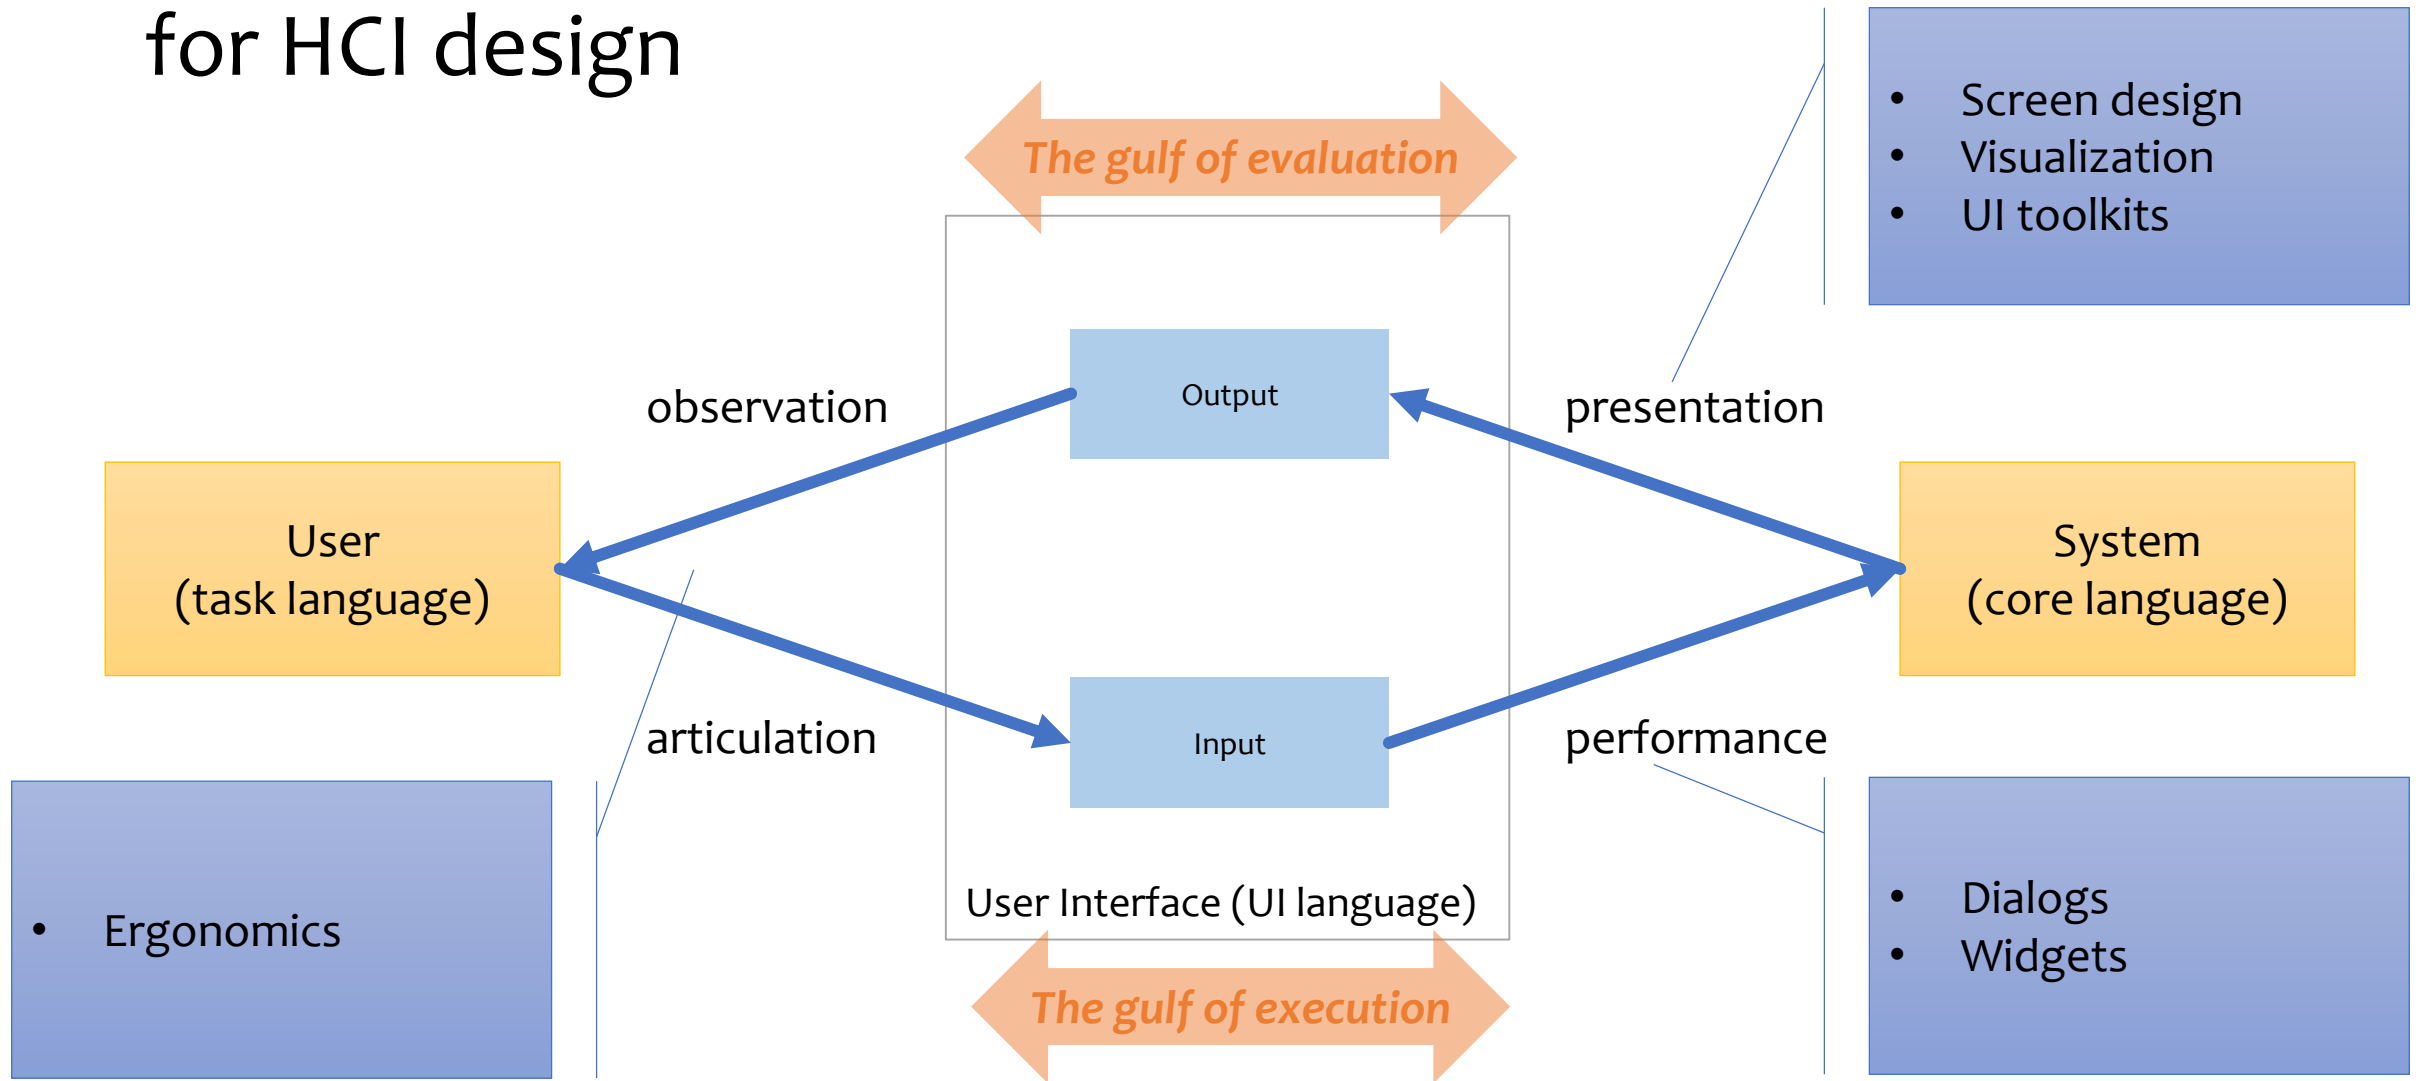 for HCI design
The gulf of evaluation
• Screen design
• Visualization
• UI toolkits
Output
observation
presentation
User
(task language)
System
(core language)
articulation
Input
performance
User Interface (UI language)
• Ergonomics
• Dialogs
• Widgets
The gulf of execution